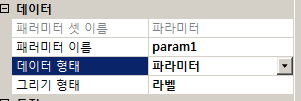 데이터
패러미터 셋 이름 파라미터
패러미터 이름 param1
데이터 형태 파라미터
그리기 형태 라벨